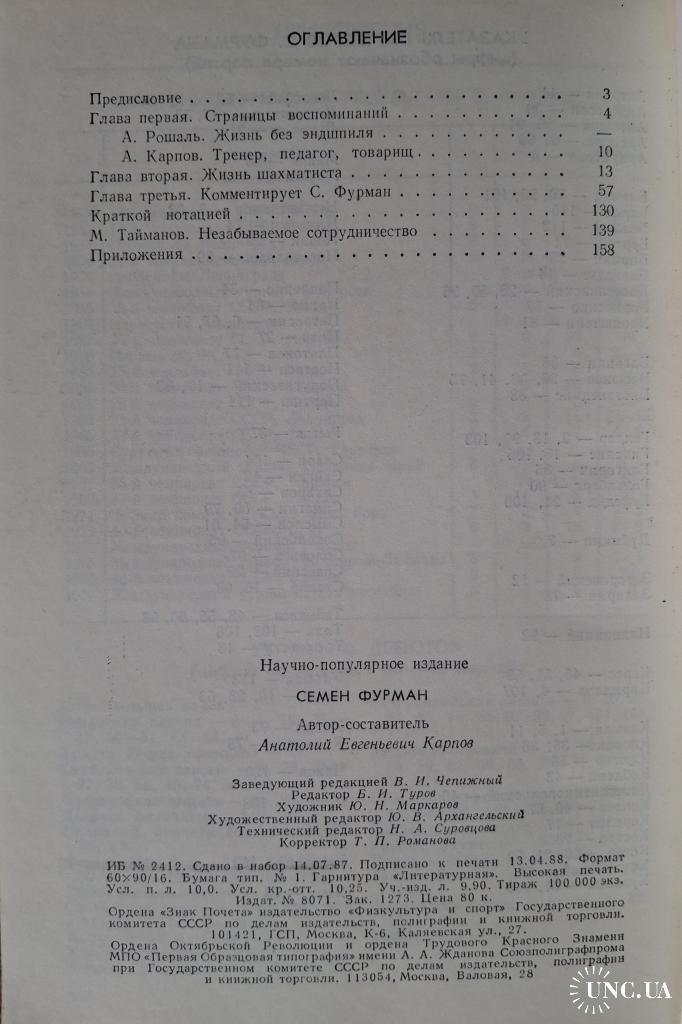 ОГЛАВЛЕНИЕ
Предисловие . . . . . . . . . . . . . . . . . . . . . . . 3
Глава первая. Страницы воспоминаний . . . . . . . . . . 4
А. Рошаль. Жизнь без эндшпиля . . . . . . . . . . —
А. Карпов. Тренер, педагог, товарищ . . . . . . . . 10
Глава вторая. Жизнь шахматиста . . . . . . . . . . . . 13
Глава третья. Комментирует С. Фурман . . . . . . . . . 57
Краткой нотацией . . . . . . . . . . . . . . . . . . . . 130
М. Тайманов. Незабываемое сотрудничество . . . . . . . 139
Приложения . . . . . . . . . . . . . . . . . . . . . . . 158
Научно-популярное издание
СЕМЕН ФУРМАН
Автор-составитель
Анатолий Евгеньевич Карпов
Заведующий редакцией В. И. Чепижный
Редактор Б. И. Туров
Художник Ю. Н. Маркаров
Художественный редактор Ю. В. Архангельский
Технический редактор Н. А. Суровцова
Корректор Т. П. Романова
ИБ № 2412. Сдано в набор 14.07.87. Подписано к печати 13.04.88. Формат
60×90/16. Бумага тип. № 1. Гарнитура «Литературная». Высокая печать.
Усл. п. л. 10,0. Усл. кр.-отт. 10,25. Уч.-изд. л. 9,90. Тираж 100 000 экз.
Издат. № 8071. Зак. 1273. Цена 80 к.
Ордена «Знак Почета» издательство «Физкультура и спорт» Государственного
комитета СССР по делам издательств, полиграфии и книжной торговли.
101421, ГСП, Москва, К-6, Каляевская ул., 27.
Ордена Октябрьской Революции и ордена Трудового Красного Знамени
МПО «Первая Образцовая типография» имени А. А. Жданова Союзполиграфпрома
при Государственном комитете СССР по делам издательств, полиграфии
и книжной торговли. 113054, Москва, Валовая, 28
UNC.UA